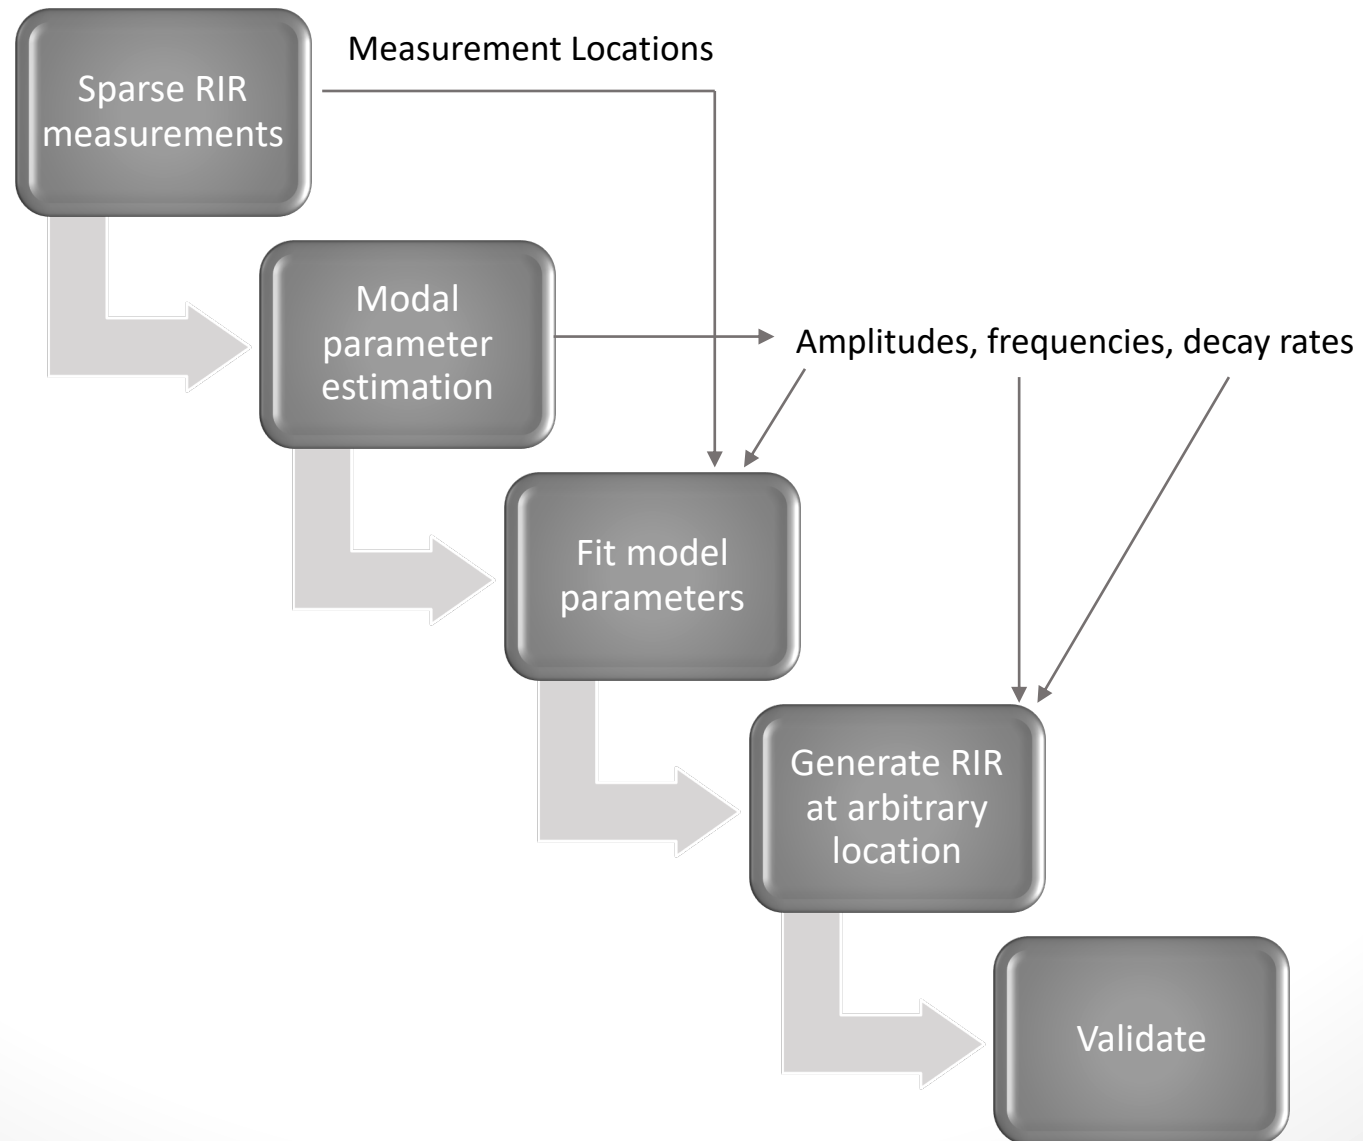 Measurement Locations
Sparse RIR
measurements
Modal
parameter
estimation
Amplitudes, frequencies, decay rates
Fit model
parameters
Generate RIR
at arbitrary
location
Validate